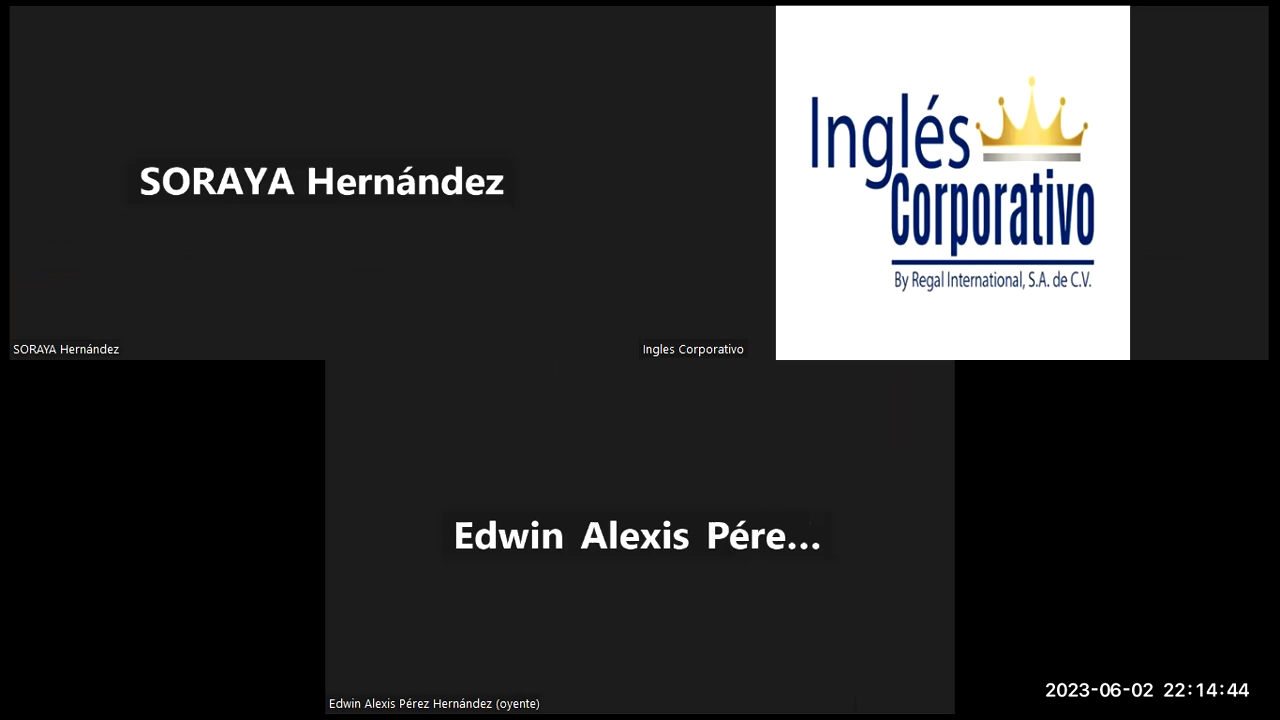 SORAYA Hernández
SORAYA Hernández
Inglés
Corporativo
By Regal International, S.A. de C.V.
Ingles Corporativo
Edwin Alexis Pére...
Edwin Alexis Pérez Hernández (oyente)
2023-06-02 22:14:44